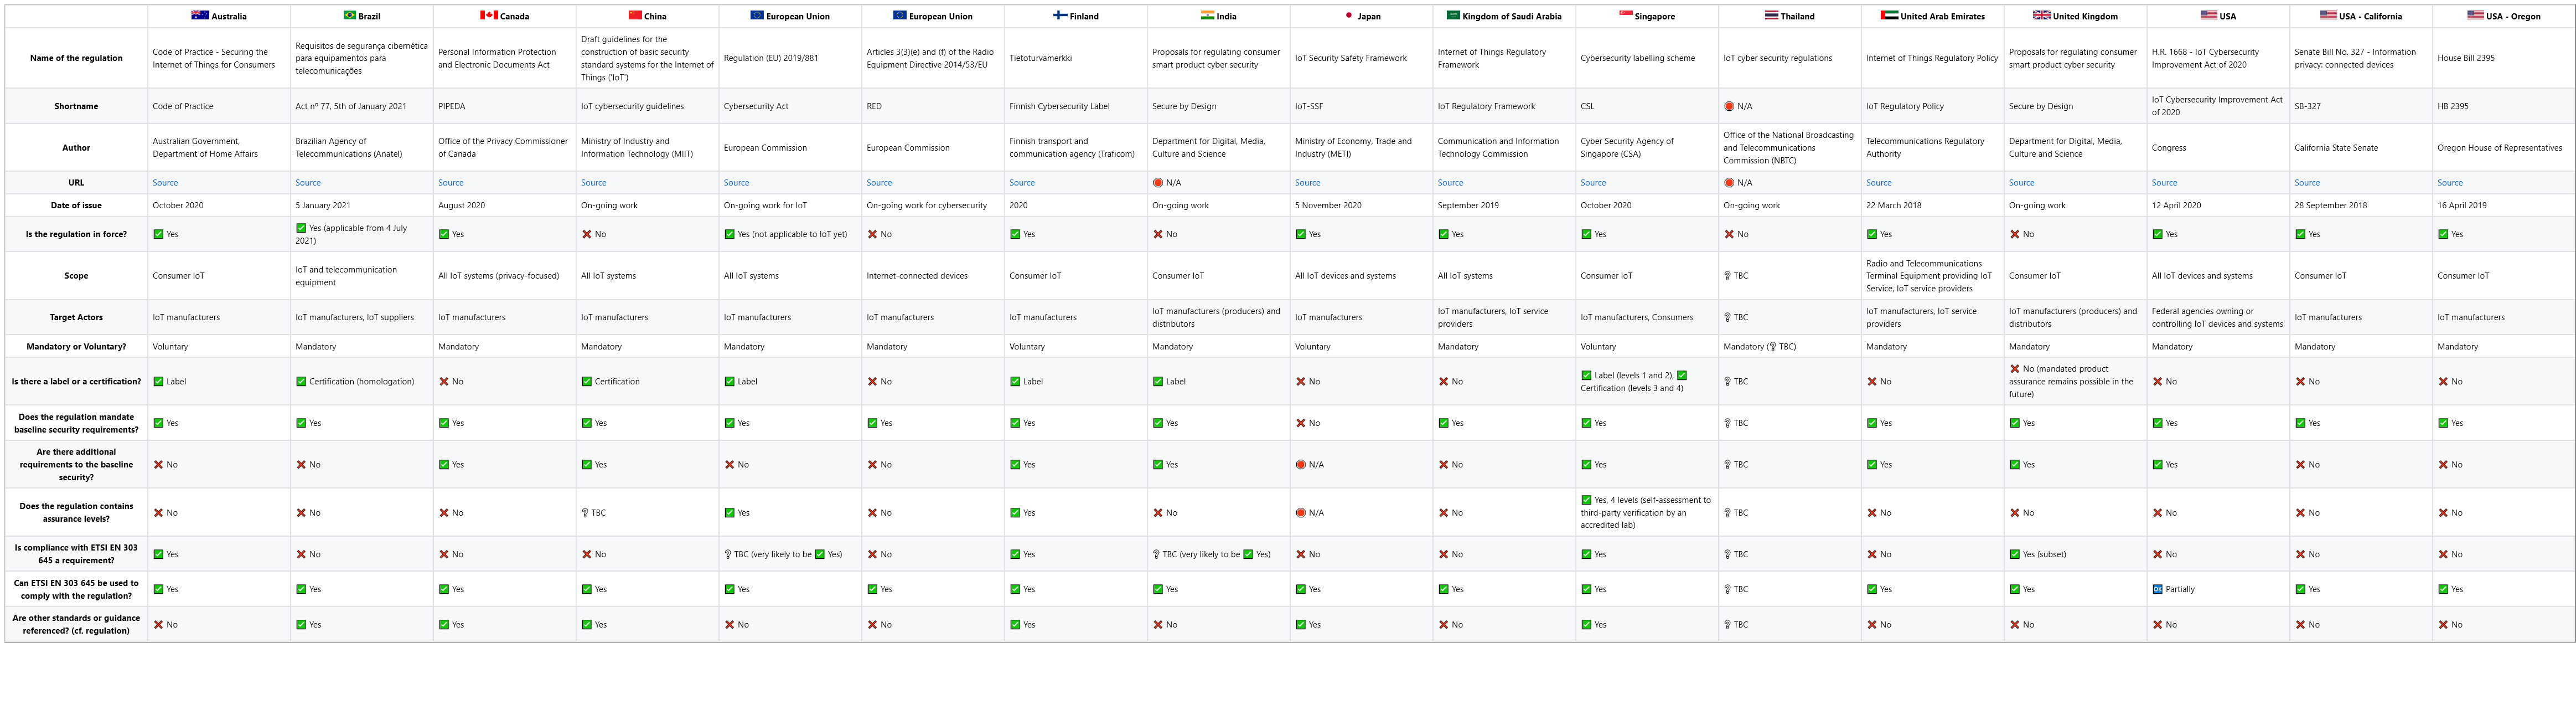 Australia Brazil Canada China European Union European Union Finland India Japan Kingdom of Saudi Arabia Singapore Thailand United Arab Emirates United Kingdom USA USA - California USA - Oregon
Name of the regulation
Code of Practice - Securing the
Internet of Things for Consumers
Requisitos de segurança cibernética
para equipamentos para
telecomunicações
Personal Information Protection
and Electronic Documents Act
Draft guidelines for the
construction of basic security
standard systems for the Internet of
Things ('IoT')
Regulation (EU) 2019/881
Articles 3(3)(e) and (f) of the Radio
Equipment Directive 2014/53/EU
Tietoturvamerkki
Proposals for regulating consumer
smart product cyber security
IoT Security Safety Framework
Internet of Things Regulatory
Framework
Cybersecurity labelling scheme
IoT cyber security regulations
Internet of Things Regulatory Policy
Proposals for regulating consumer
smart product cyber security
H.R. 1668 - IoT Cybersecurity
Improvement Act of 2020
Senate Bill No. 327 - Information
privacy: connected devices
House Bill 2395
Shortname
Code of Practice
Act nº 77, 5th of January 2021
PIPEDA
IoT cybersecurity guidelines
Cybersecurity Act
RED
Finnish Cybersecurity Label
Secure by Design
IoT-SSF
IoT Regulatory Framework
CSL
N/A
IoT Regulatory Policy
Secure by Design
IoT Cybersecurity Improvement Act
of 2020
SB-327
HB 2395
Author
Australian Government,
Department of Home Affairs
Brazilian Agency of
Telecommunications (Anatel)
Office of the Privacy Commissioner
of Canada
Ministry of Industry and
Information Technology (MIIT)
European Commission
European Commission
Finnish transport and
communication agency (Traficom)
Department for Digital, Media,
Culture and Science
Ministry of Economy, Trade and
Industry (METI)
Communication and Information
Technology Commission
Cyber Security Agency of
Singapore (CSA)
Office of the National Broadcasting
and Telecommunications
Commission (NBTC)
Telecommunications Regulatory
Authority
Department for Digital, Media,
Culture and Science
Congress
California State Senate
Oregon House of Representatives
URL Source Source Source Source Source Source Source N/A Source Source Source N/A Source Source Source Source Source
Date of issue October 2020 5 January 2021 August 2020 On-going work On-going work for IoT On-going work for cybersecurity 2020 On-going work 5 November 2020 September 2019 October 2020 On-going work 22 March 2018 On-going work 12 April 2020 28 September 2018 16 April 2019
Is the regulation in force?
Yes
Yes (applicable from 4 July
2021)
Yes
No
Yes (not applicable to IoT yet)
No
Yes
No
Yes
Yes
Yes
No
Yes
No
Yes
Yes
Yes
Scope
Consumer IoT
IoT and telecommunication
equipment
All IoT systems (privacy-focused)
All IoT systems
All IoT systems
Internet-connected devices
Consumer IoT
Consumer IoT
All IoT devices and systems
All IoT systems
Consumer IoT
TBC
Radio and Telecommunications
Terminal Equipment providing IoT
Service, IoT service providers
Consumer IoT
All IoT devices and systems
Consumer IoT
Consumer IoT
Target Actors
IoT manufacturers
IoT manufacturers, IoT suppliers
IoT manufacturers
IoT manufacturers
IoT manufacturers
IoT manufacturers
IoT manufacturers
IoT manufacturers (producers) and
distributors
IoT manufacturers
IoT manufacturers, IoT service
providers
IoT manufacturers, Consumers
TBC
IoT manufacturers, IoT service
providers
IoT manufacturers (producers) and
distributors
Federal agencies owning or
controlling IoT devices and systems
IoT manufacturers
IoT manufacturers
Mandatory or Voluntary? Voluntary Mandatory Mandatory Mandatory Mandatory Mandatory Voluntary Mandatory Voluntary Mandatory Voluntary Mandatory (TBC) Mandatory Mandatory Mandatory Mandatory Mandatory
Is there a label or a certification?
Label
Certification (homologation)
No
Certification
Label
No
Label
Label
No
No
Label (levels 1 and 2),
Certification (levels 3 and 4)
TBC
No
No (mandated product
assurance remains possible in the
future)
No
No
No
Does the regulation mandate
baseline security requirements?
Yes Yes Yes Yes Yes Yes Yes Yes No Yes Yes TBC Yes Yes Yes Yes Yes
Are there additional
requirements to the baseline
security?
No No Yes Yes No No Yes Yes N/A No Yes TBC Yes Yes Yes No No
Does the regulation contains
assurance levels?
No No No TBC Yes No Yes No N/A No
Yes, 4 levels (self-assessment to
third-party verification by an
accredited lab)
TBC No No No No No
Is compliance with ETSI EN 303
645 a requirement?
Yes No No No TBC (very likely to be Yes) No Yes TBC (very likely to be Yes) No No Yes TBC No Yes (subset) No No No
Can ETSI EN 303 645 be used to
comply with the regulation?
Yes Yes Yes Yes Yes Yes Yes Yes Yes Yes Yes TBC Yes Yes OK Partially Yes Yes
Are other standards or guidance
referenced? (cf. regulation)
No Yes Yes Yes No No Yes No Yes No Yes TBC No No No No No